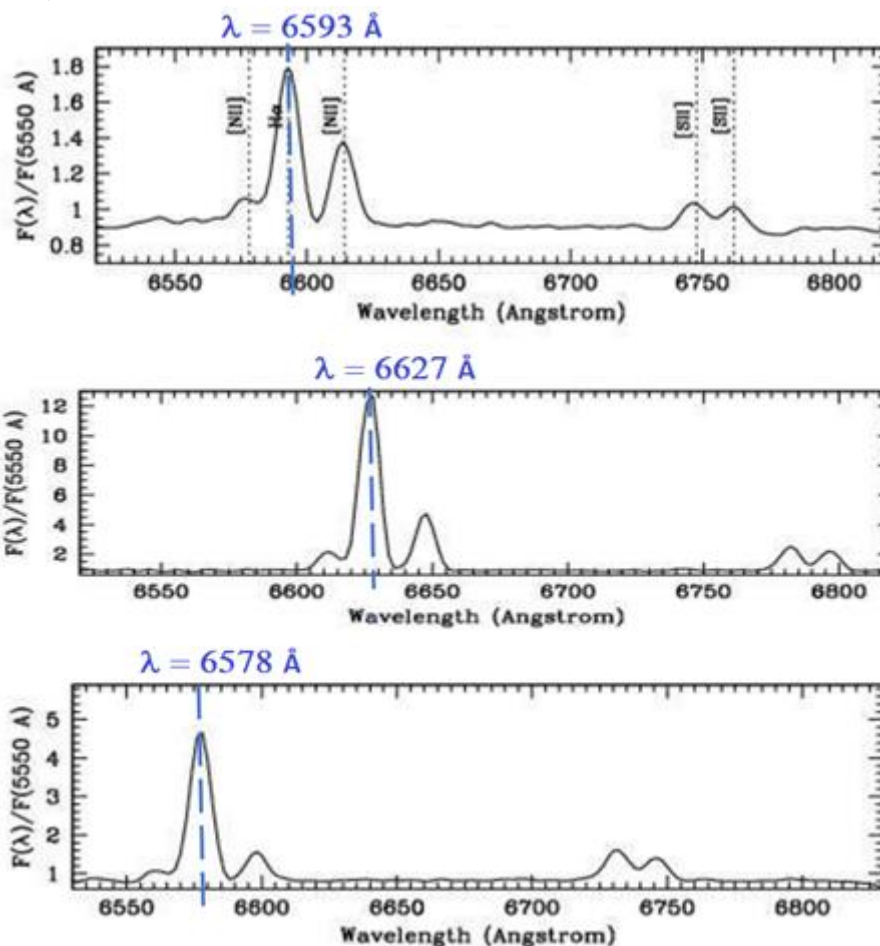 λ = 6593 Å
1.8
1.6
1.4
1.2
1
0.8
F(λ)/F(5550 A)
[NII]
Hα
[NII]
[SII]
[SII]
6550 6600 6650 6700 6750 6800
Wavelength (Angstrom)
λ = 6627 Å
12
10
8
6
4
2
F(λ)/F(5550 A)
6550 6600 6650 6700 6750 6800
Wavelength (Angstrom)
λ = 6578 Å
5
4
3
2
1
F(λ)/F(5550 A)
6550 6600 6650 6700 6750 6800
Wavelength (Angstrom)